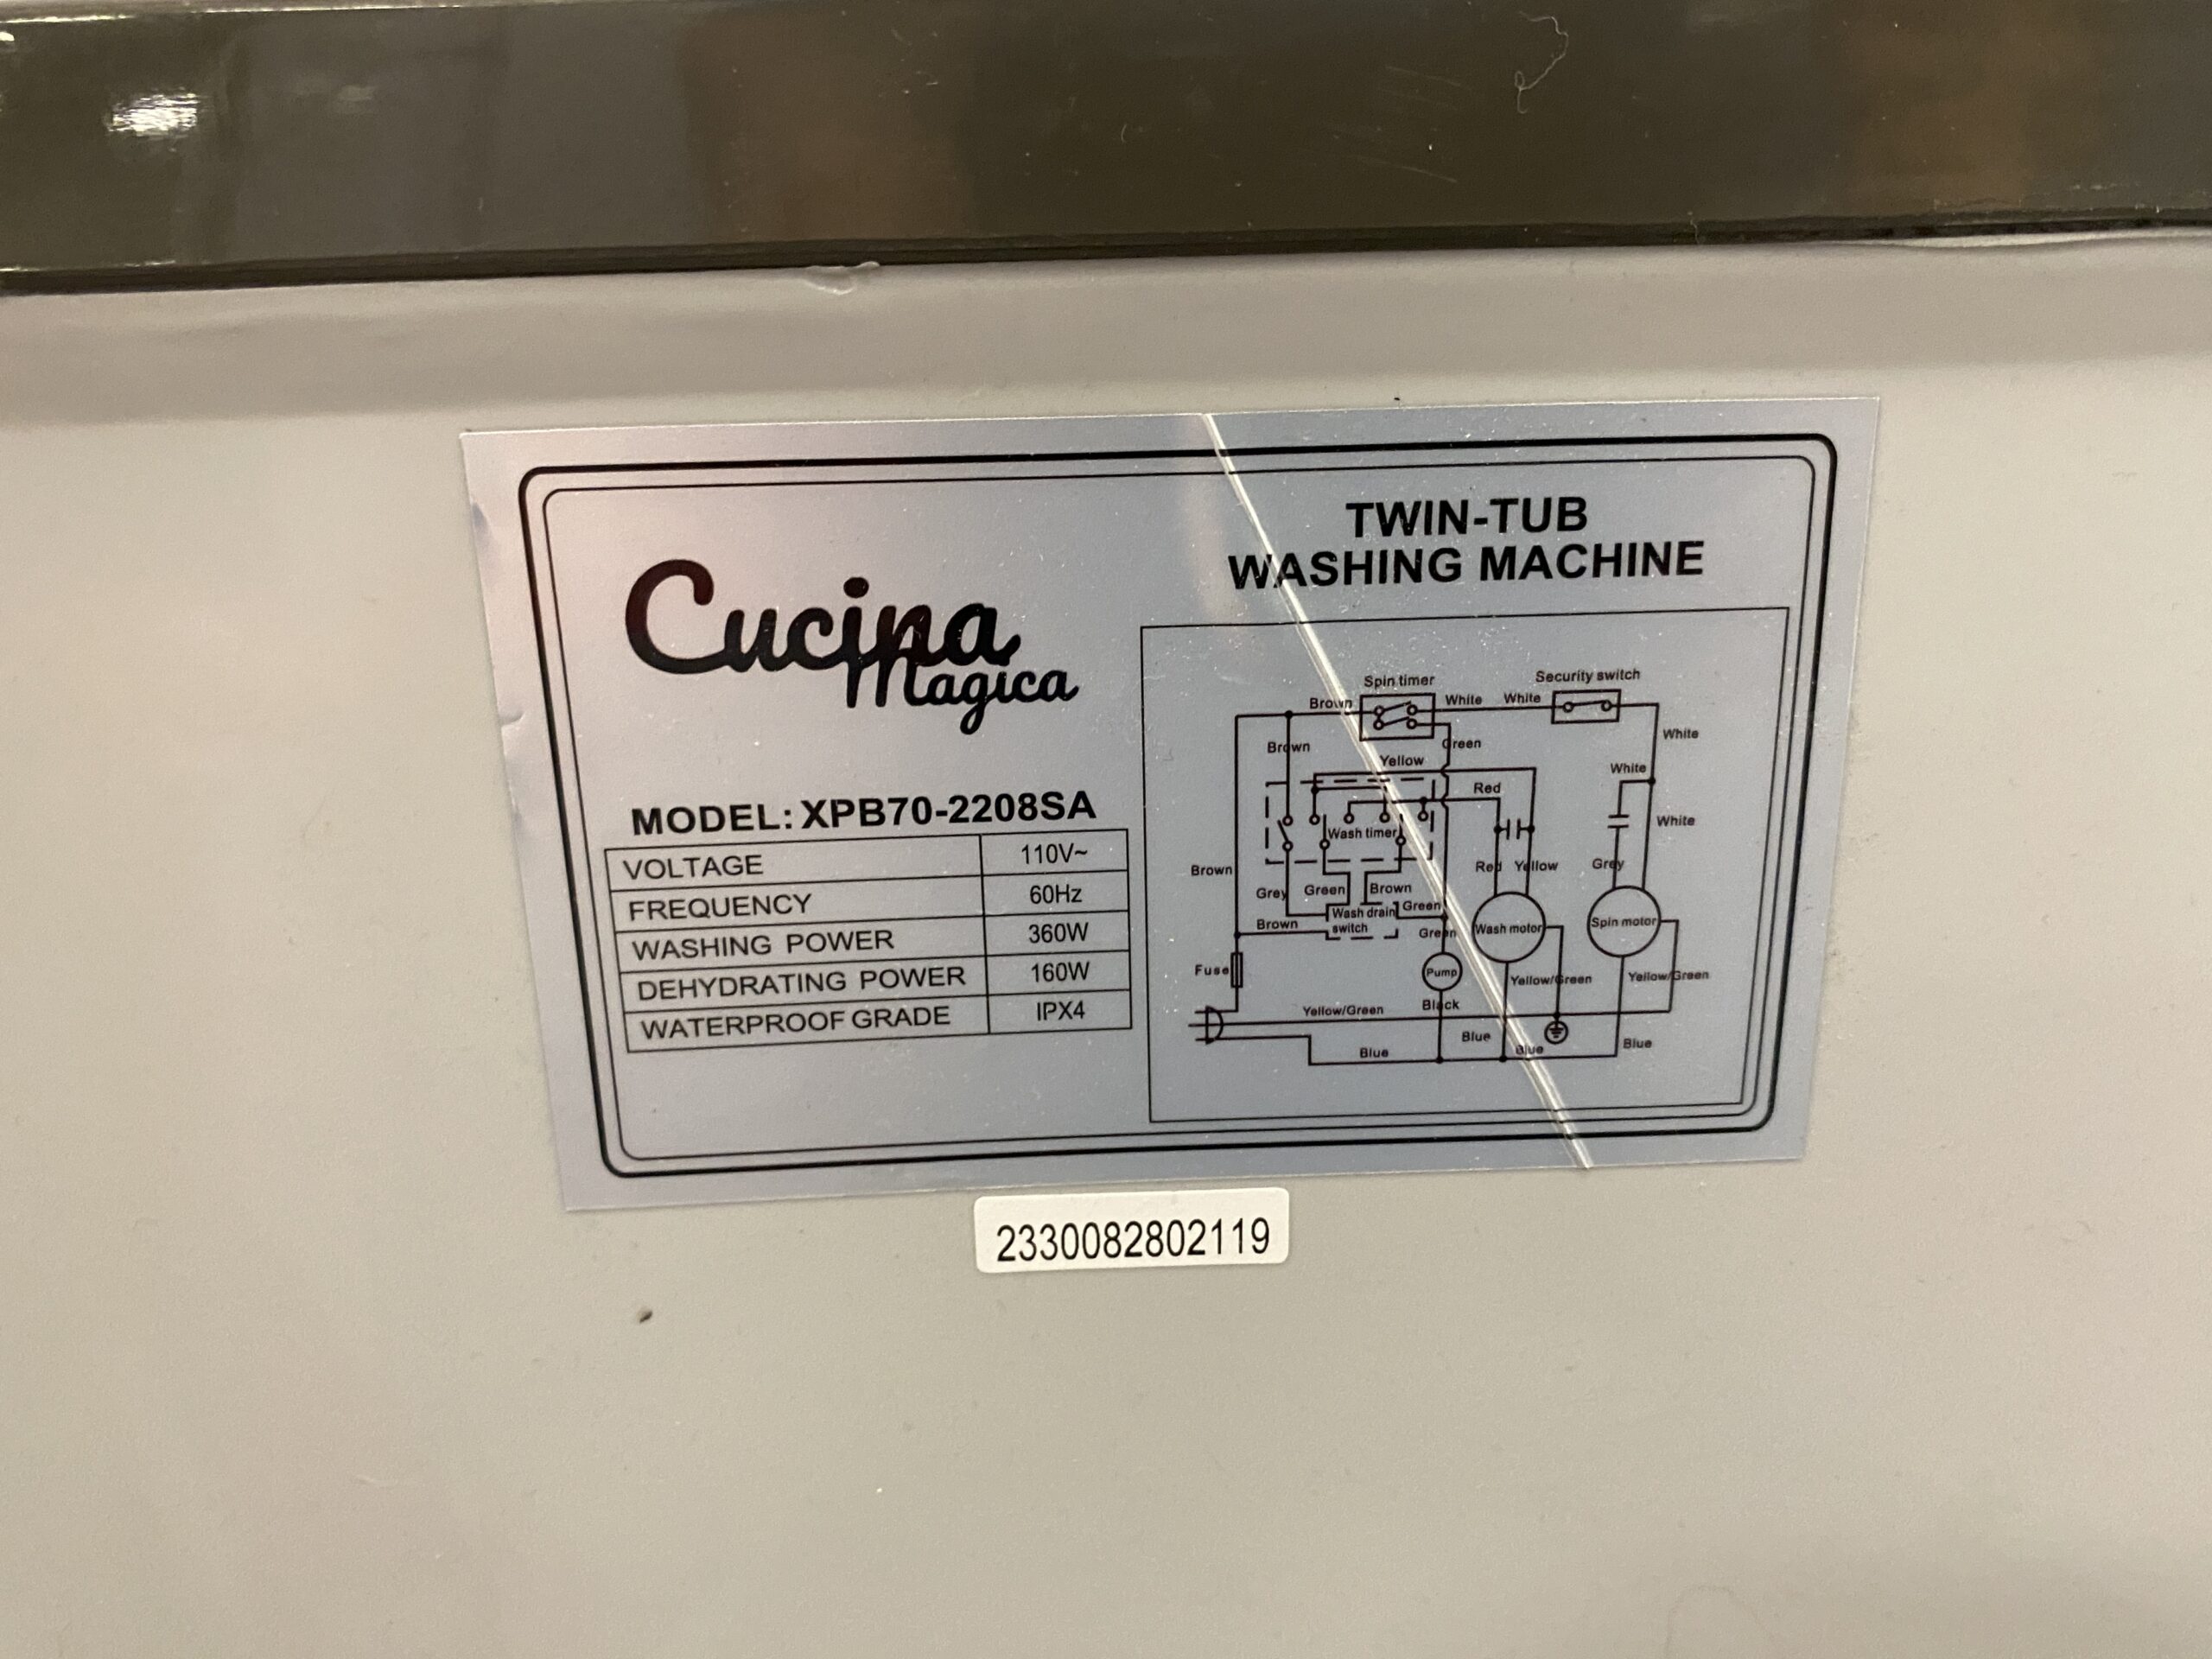 Cucina
Magica
TWIN-TUB
WASHING MACHINE
MODEL: XPB70-2208SA
VOLTAGE 110V~
FREQUENCY 60Hz
WASHING POWER 360W
DEHYDRATING POWER 160W
WATERPROOF GRADE IPX4
Spin timer
Security switch
Brown
White
White
Brown
Green
White
Yellow
White
Red
Wash timer
White
Brown
Red
Yellow
Grey
Grey
Green
Brown
Wash drain
switch
Green
Brown
Green
Wash motor
Spin motor
Fuse
Pump
Yellow/Green
Yellow/Green
Yellow/Green
Black
Blue
Blue
Blue
Blue
2330082802119